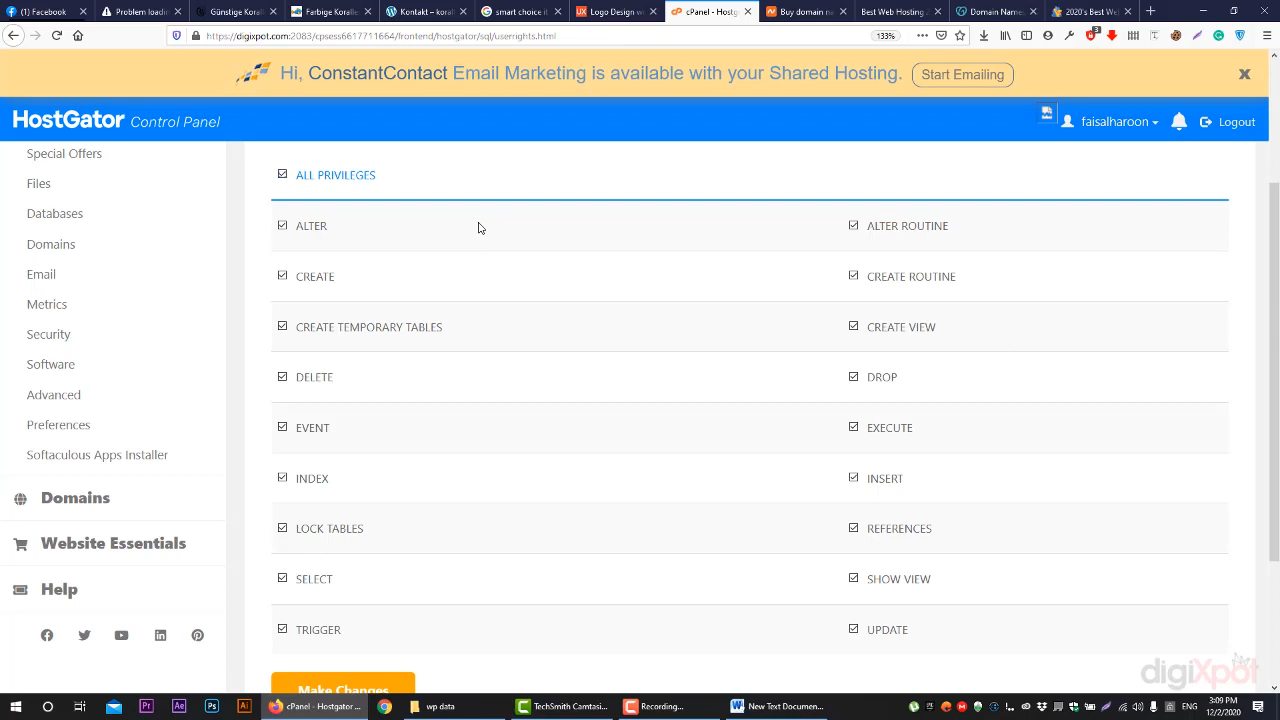 Facebook
Problem loadin
Günstige Korall
Farbige Koralle
Kontakt – koral
smart choice it
Logo Design w
cPanel - Hostg
Buy domain na
Best Web Hosting 2
Domain Names
2020's Best We
https://digixpot.com:2083/cpsess6617711664/frontend/hostgator/sql/userrights.html
133%
Hi, ConstantContact Email Marketing is available with your Shared Hosting.
Start Emailing
HostGator Control Panel
faisalharoon
Logout
Special Offers
Files
Databases
Domains
Email
Metrics
Security
Software
Advanced
Preferences
Softaculous Apps Installer
Domains
Website Essentials
Help
ALL PRIVILEGES
ALTER
ALTER ROUTINE
CREATE
CREATE ROUTINE
CREATE TEMPORARY TABLES
CREATE VIEW
DELETE
DROP
EVENT
EXECUTE
INDEX
INSERT
LOCK TABLES
REFERENCES
SELECT
SHOW VIEW
TRIGGER
UPDATE
Make Changes
digiXpot
cPanel - Hostgator ...
wp data
TechSmith Camtasi...
Recording...
New Text Documen...
3:09 PM
12/2/2020